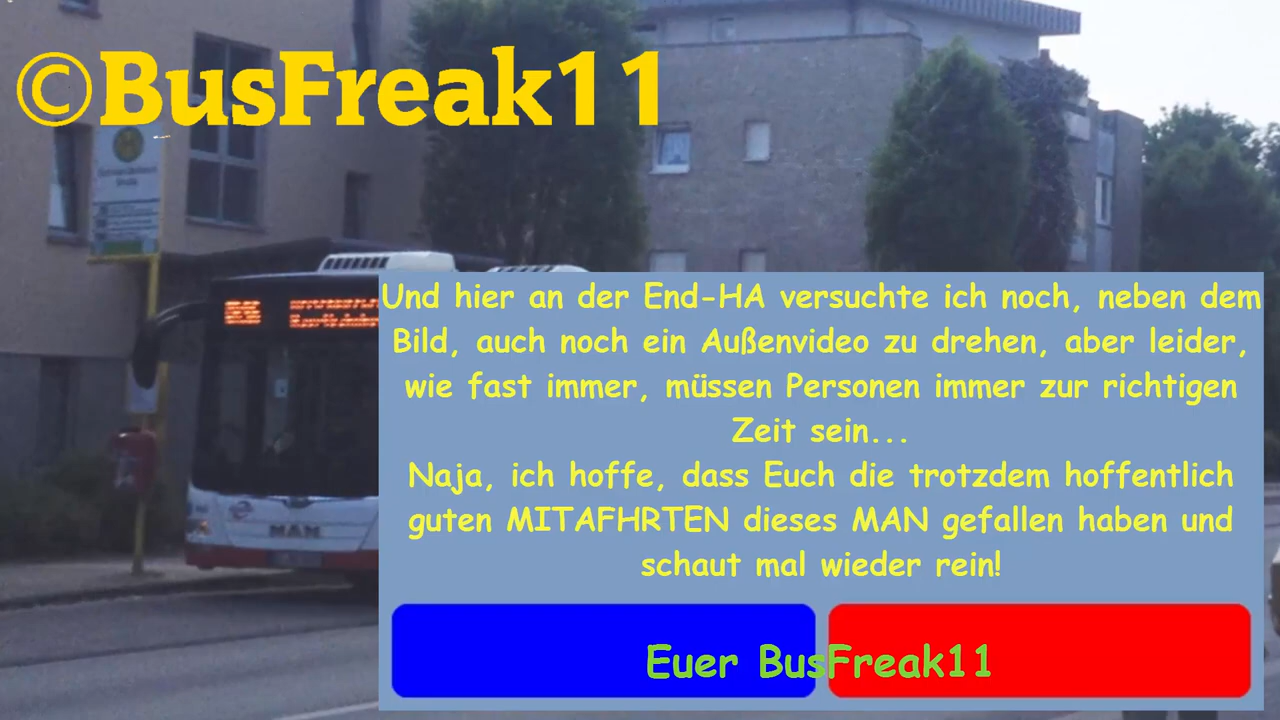 ©BusFreak11
Und hier an der End-HA versuchte ich noch, neben dem
Bild, auch noch ein Außenvideo zu drehen, aber leider,
wie fast immer, müssen Personen immer zur richtigen
Zeit sein...
Naja, ich hoffe, dass Euch die trotzdem hoffentlich
guten MITAFHRTEN dieses MAN gefallen haben und
schaut mal wieder rein!
MAN
Euer BusFreak11